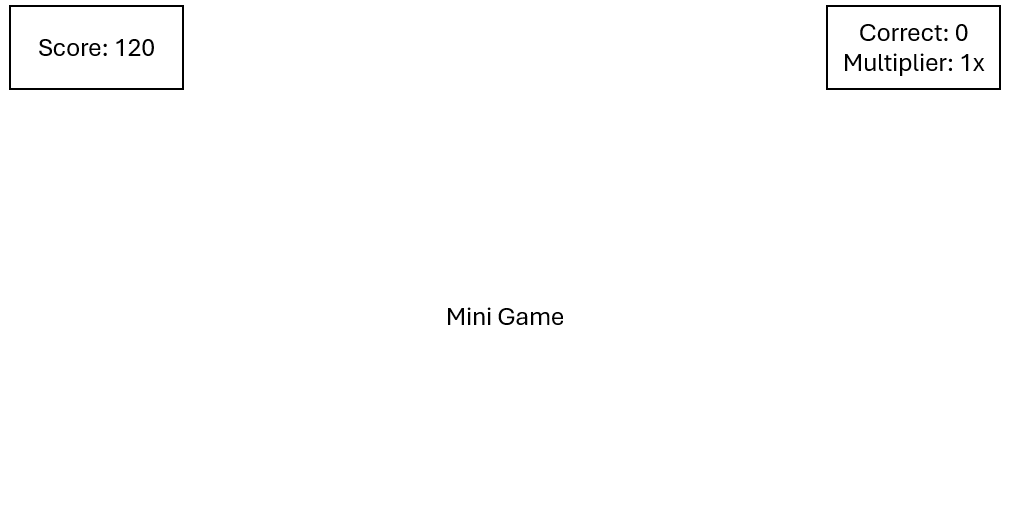 Score: 120
Correct: 0
Multiplier: 1x
Mini Game